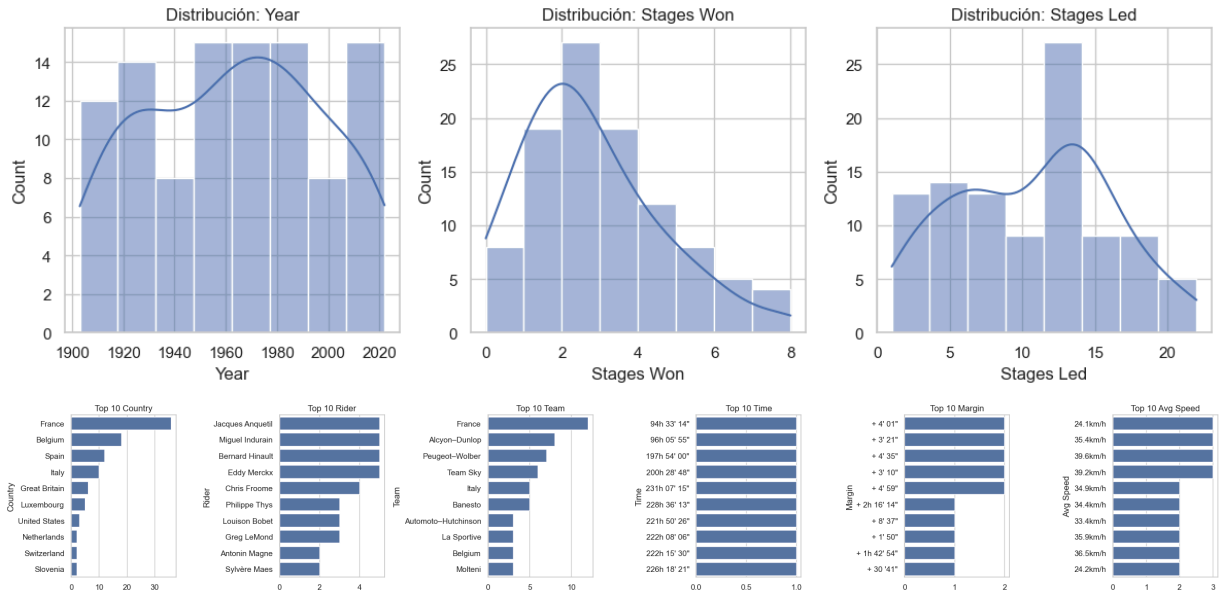 Distribución: Year
14
12
10
8
6
4
2
0
Count
1900 1920 1940 1960 1980 2000 2020
Year
Distribución: Stages Won
25
20
15
10
5
0
Count
0 2 4 6 8
Stages Won
Distribución: Stages Led
25
20
15
10
5
0
Count
0 5 10 15 20
Stages Led
Top 10 Country
Country
France
Belgium
Spain
Italy
Great Britain
Luxembourg
United States
Netherlands
Switzerland
Slovenia
0 10 20 30
Top 10 Rider
Rider
Jacques Anquetil
Miguel Indurain
Bernard Hinault
Eddy Merckx
Chris Froome
Philippe Thys
Louison Bobet
Greg LeMond
Antonin Magne
Sylvère Maes
0 2 4
Top 10 Team
Team
France
Alcyon–Dunlop
Peugeot–Wolber
Team Sky
Italy
Banesto
Automoto–Hutchinson
La Sportive
Belgium
Molteni
0 5 10
Top 10 Time
Time
94h 33' 14"
96h 05' 55"
197h 54' 00"
200h 28' 48"
231h 07' 15"
228h 36' 13"
221h 50' 26"
222h 08' 06"
222h 15' 30"
226h 18' 21"
0.0 0.5 1.0
Top 10 Margin
Margin
+ 4' 01"
+ 3' 21"
+ 4' 35"
+ 3' 10"
+ 4' 59"
+ 2h 16' 14"
+ 8' 37"
+ 1' 50"
+ 1h 42' 54"
+ 30' 41"
0 1 2
Top 10 Avg Speed
Avg Speed
24.1km/h
35.4km/h
39.6km/h
39.2km/h
34.9km/h
34.4km/h
33.4km/h
35.9km/h
36.5km/h
24.2km/h
0 1 2 3